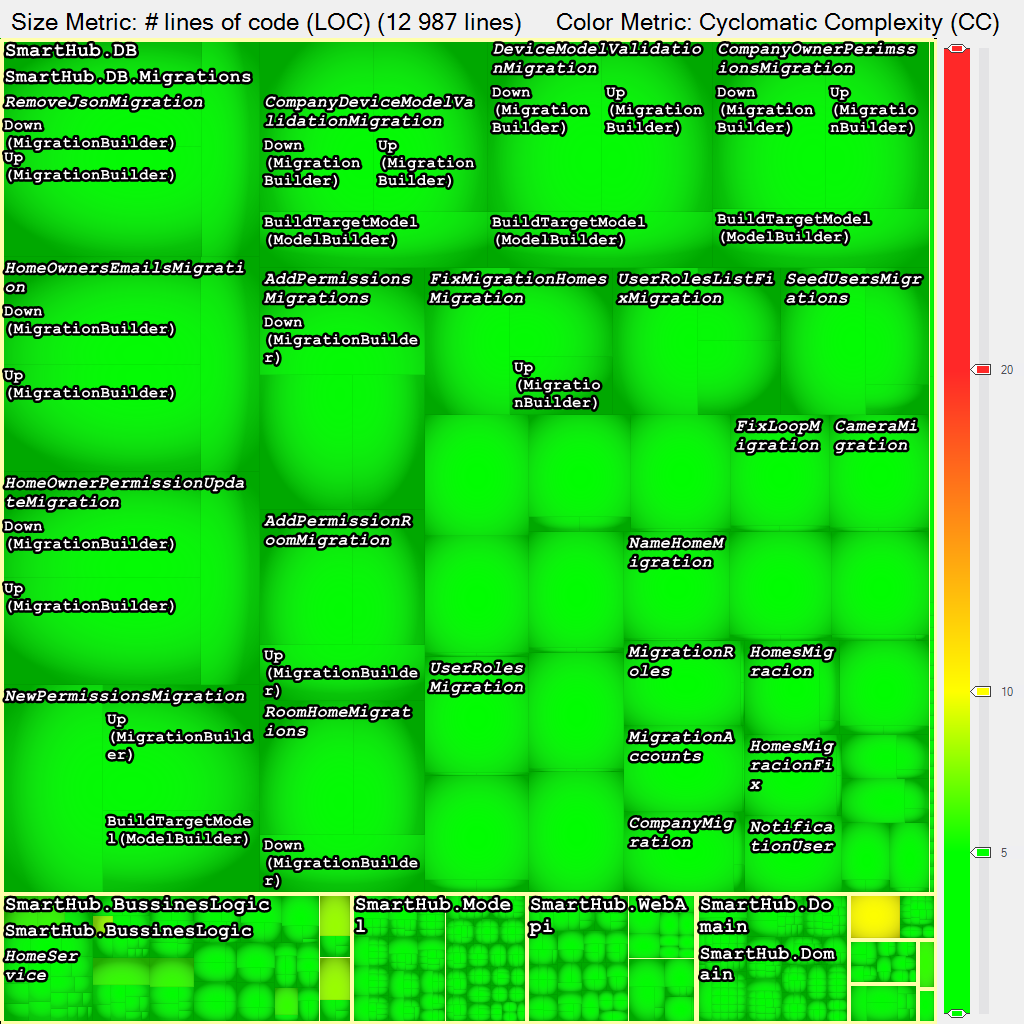 Size Metric: # lines of code (LOC) (12 987 lines)
Color Metric: Cyclomatic Complexity (CC)
SmartHub.DB
SmartHub.DB.Migrations
RemoveJsonMigration
Down
(MigrationBuilder)
Up
(MigrationBuilder)
CompanyDeviceModelVa
lidationMigration
Down
(Migration
Builder)
Up
(Migration
Builder)
BuildTargetModel
(ModelBuilder)
DeviceModelValidatio
nMigration
Down
(Migration
Builder)
Up
(Migration
Builder)
BuildTargetModel
(ModelBuilder)
CompanyOwnerPerimss
ionsMigration
Down
(Migration
Builder)
Up
(Migratio
nBuilder)
BuildTargetModel
(ModelBuilder)
HomeOwnersEmailsMigrati
on
Down
(MigrationBuilder)
Up
(MigrationBuilder)
AddPermissions
Migrations
Down
(MigrationBuilde
r)
FixMigrationHomes
Migration
Up
(Migratio
nBuilder)
UserRolesListFi
xMigration
SeedUsersMigr
ations
FixLoopM
igration
CameraMi
gration
HomeOwnerPermissionUpda
teMigration
Down
(MigrationBuilder)
Up
(MigrationBuilder)
AddPermissionR
oomMigration
Up
(MigrationBuilde
r)
NameHomeM
igration
UserRoles
Migration
MigrationR
oles
HomesMig
racion
NewPermissionsMigration
Up
(MigrationBuild
er)
BuildTargetMode
l(ModelBuilder)
RoomHomeMigrat
ions
Down
(MigrationBuilde
r)
MigrationA
ccounts
HomesMig
racionFi
x
CompanyMig
ration
Notifica
tionUser
SmartHub.BussinesLogic
SmartHub.BussinesLogic
HomeSer
vice
SmartHub.Mode
l
SmartHub.WebA
pi
SmartHub.Do
main
SmartHub.Dom
ain
20
10
5